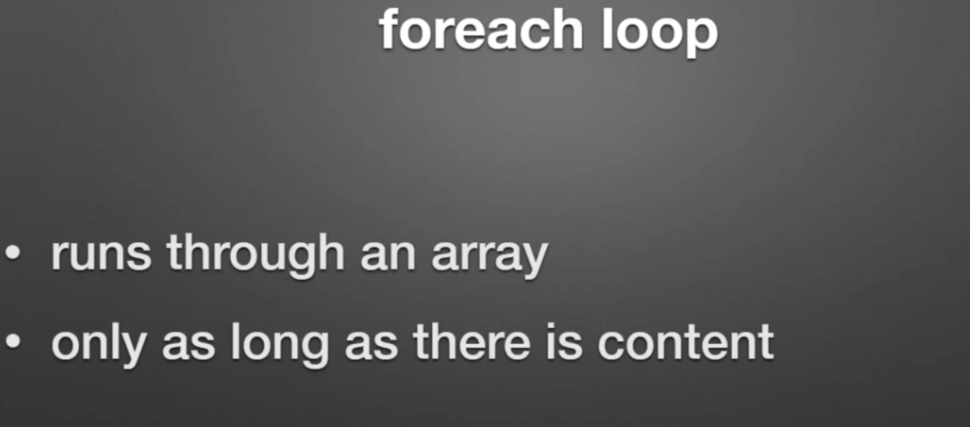 foreach loop
• runs through an array
• only as long as there is content